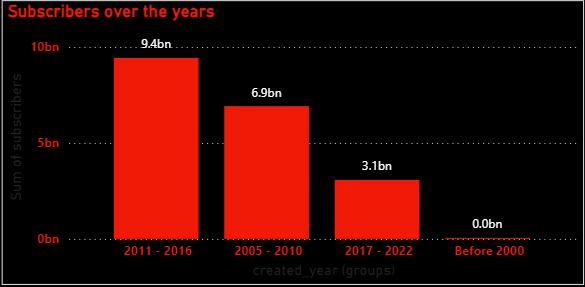 Subscribers over the years
Sum of subscribers
10bn
5bn
0bn
9.4bn
6.9bn
3.1bn
0.0bn
2011 - 2016
2005 - 2010
2017 - 2022
Before 2000
created_year (groups)